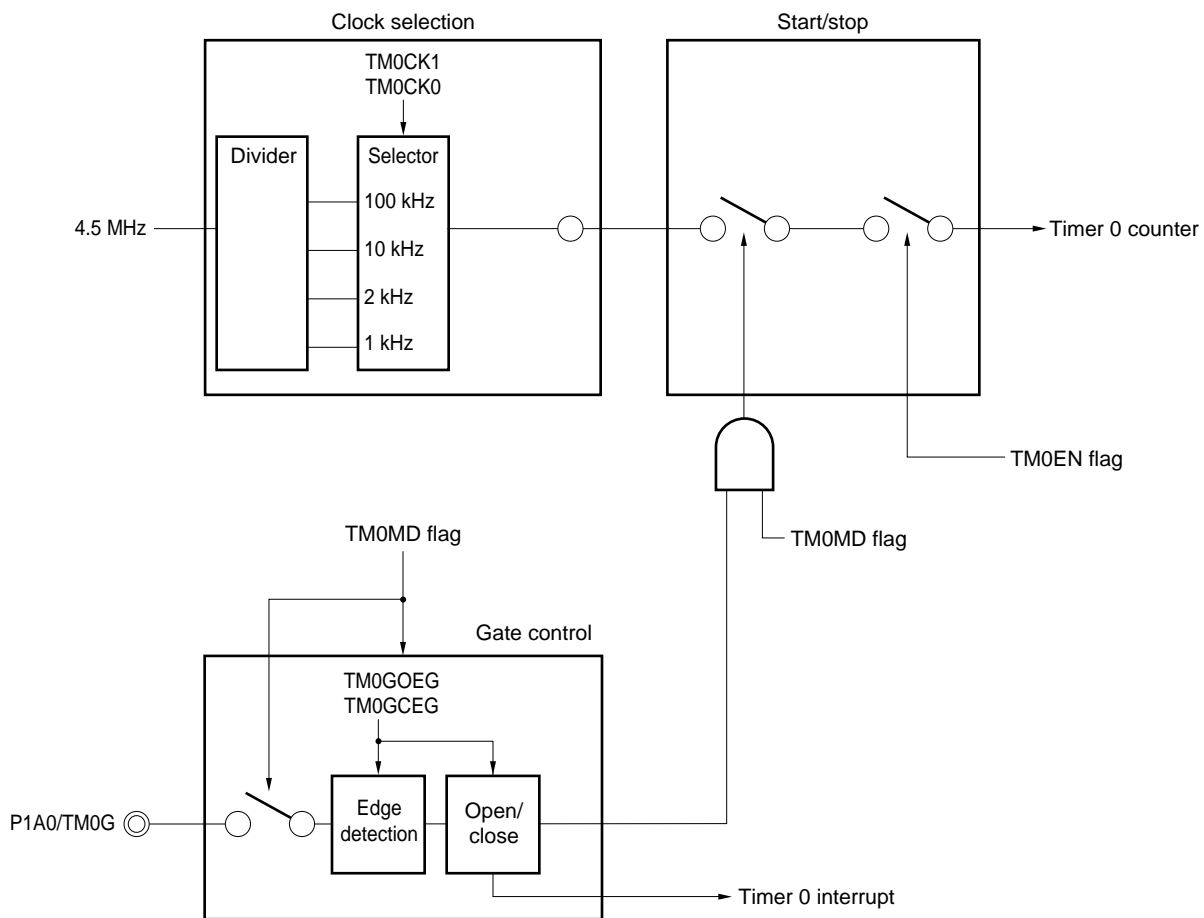 Clock selection
Start/stop
TM0CK1
TM0CK0
Divider
Selector
100 kHz
4.5 MHz
10 kHz
2 kHz
1 kHz
Timer 0 counter
TM0EN flag
TM0MD flag
TM0MD flag
Gate control
TM0GOEG
TM0GCEG
P1A0/TM0G
Edge
detection
Open/
close
Timer 0 interrupt